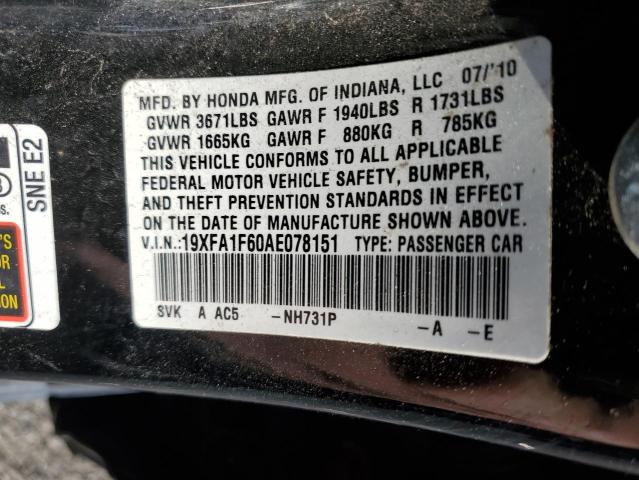 MFD. BY HONDA MFG. OF INDIANA, LLC 07/'10
GVWR 3671LBS GAWR F 1940LBS R 1731LBS
GVWR 1665KG GAWR F 880KG R 785KG
THIS VEHICLE CONFORMS TO ALL APPLICABLE
FEDERAL MOTOR VEHICLE SAFETY, BUMPER,
AND THEFT PREVENTION STANDARDS IN EFFECT
ON THE DATE OF MANUFACTURE SHOWN ABOVE.
V.I.N.:19XFA1F60AE078151 TYPE: PASSENGER CAR
SVK A AC5 -NH731P -A -E
SNE E2